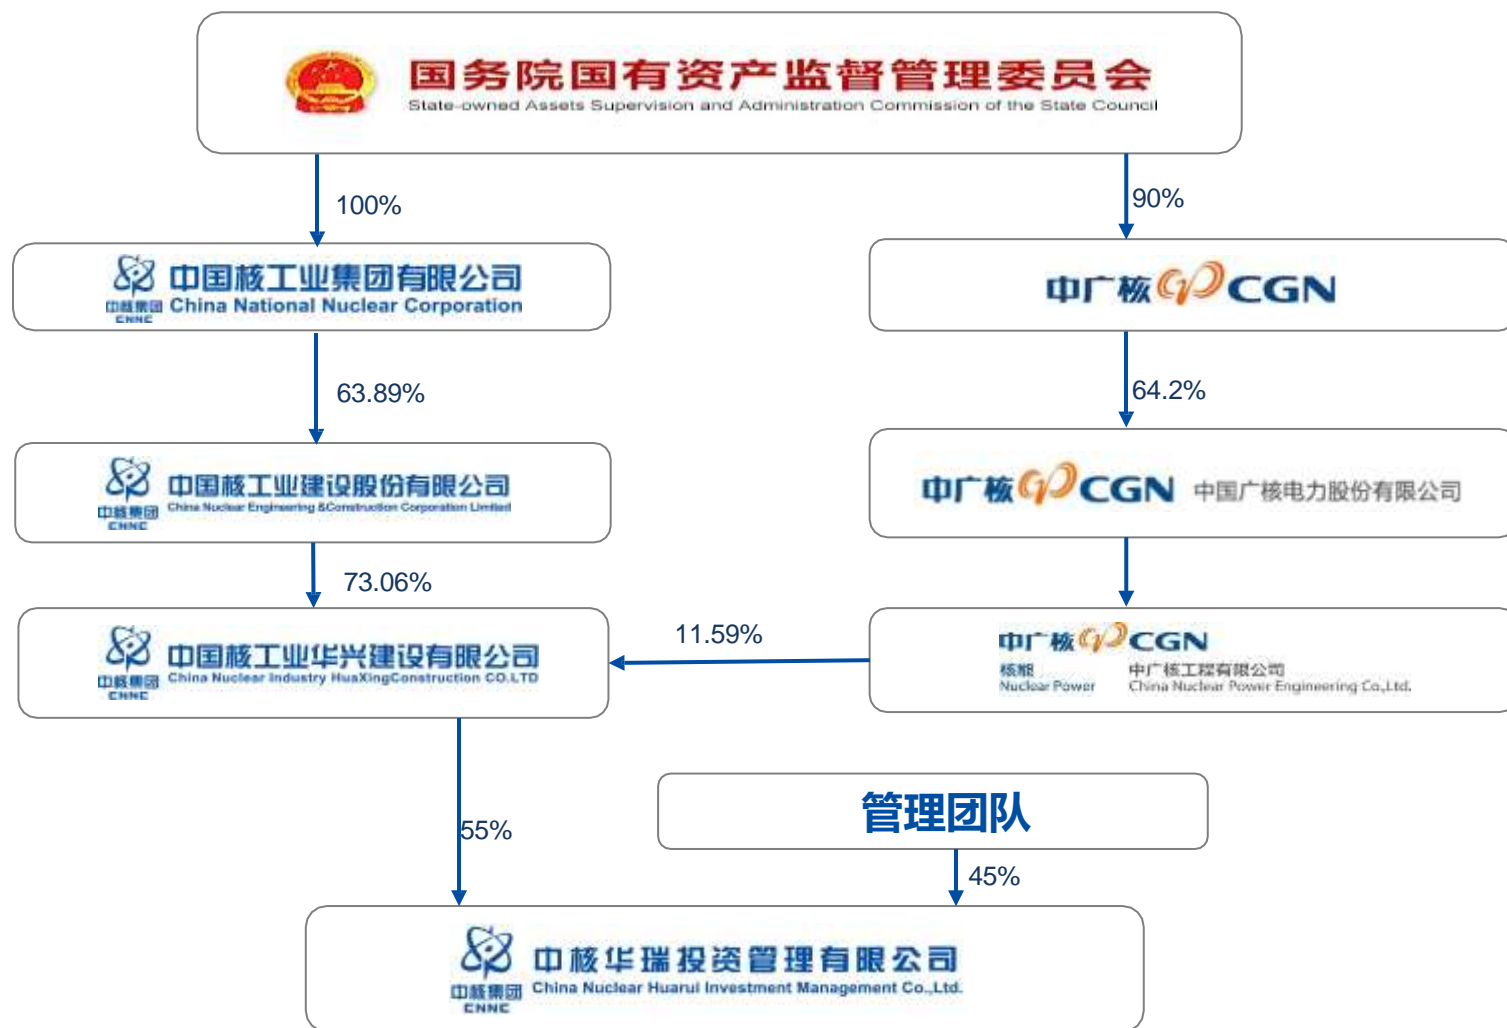 国务院国有资产监督管理委员会
State-owned Assets Supervision and Administration Commission of the State Council
100%
90%
中国核工业集团有限公司
中核集团 China National Nuclear Corporation
CNNC
中广核 CGN
63.89%
64.2%
中国核工业建设股份有限公司
China Nuclear Engineering &Construction Corporation Limited
中核集团
CNNC
中广核 CGN 中国广核电力股份有限公司
73.06%
11.59%
中国核工业华兴建设有限公司
China Nuclear Industry HuaXingConstruction CO.LTD
中核集团
CNNC
中广核 CGN
核能 中广核工程有限公司
Nuclear Power China Nuclear Power Engineering Co.,Ltd.
管理团队
55%
45%
中核华瑞投资管理有限公司
中核集团 China Nuclear Huarui Investment Management Co.,Ltd.
CNNC